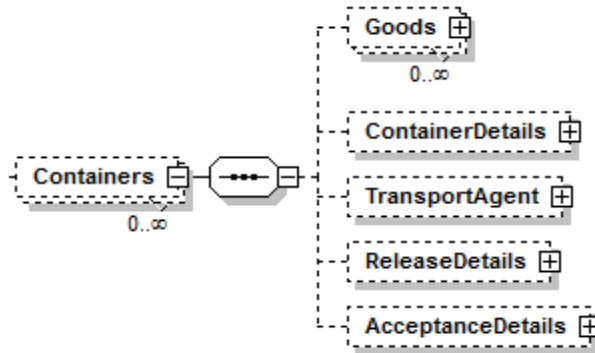 Goods
0..∞
ContainerDetails
Containers
0..∞
TransportAgent
ReleaseDetails
AcceptanceDetails